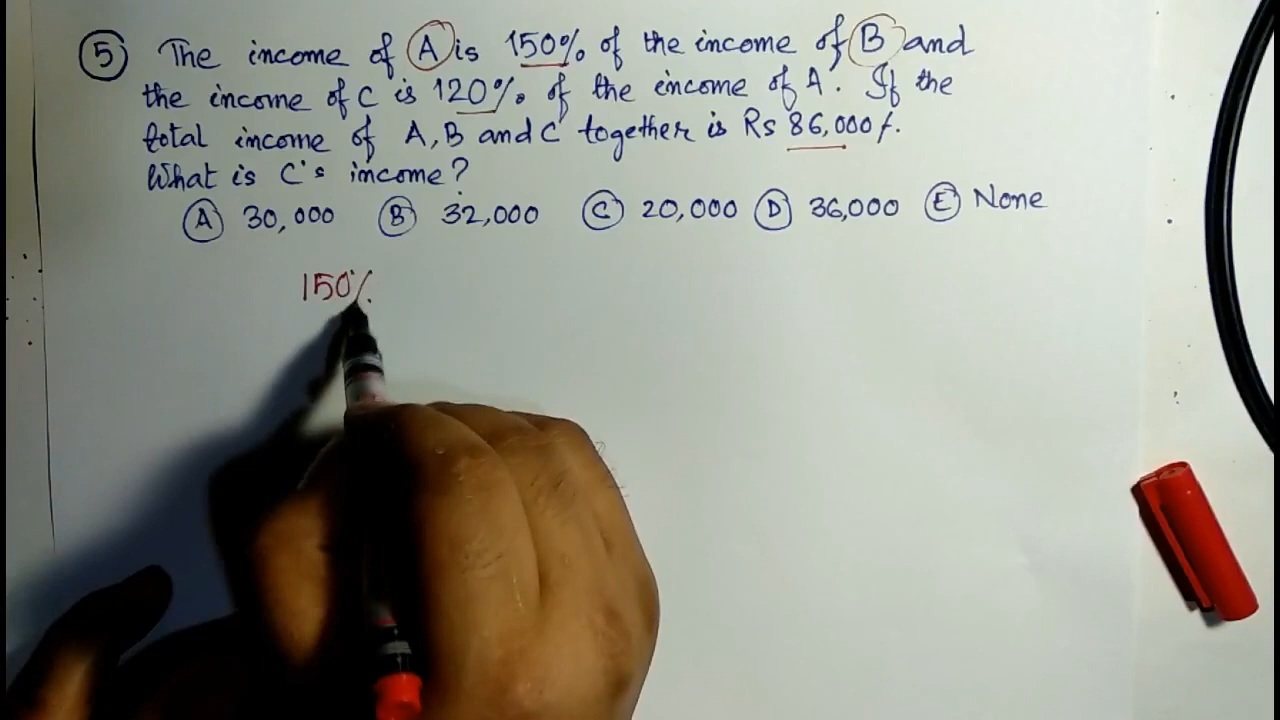 5 The income of A is 150% of the income of B and
the income of C is 120% of the income of A. If the
total income of A, B and C together is Rs 86,000/.
What is C's income?
A 30,000 B 32,000 C 20,000 D 36,000 E None
150%